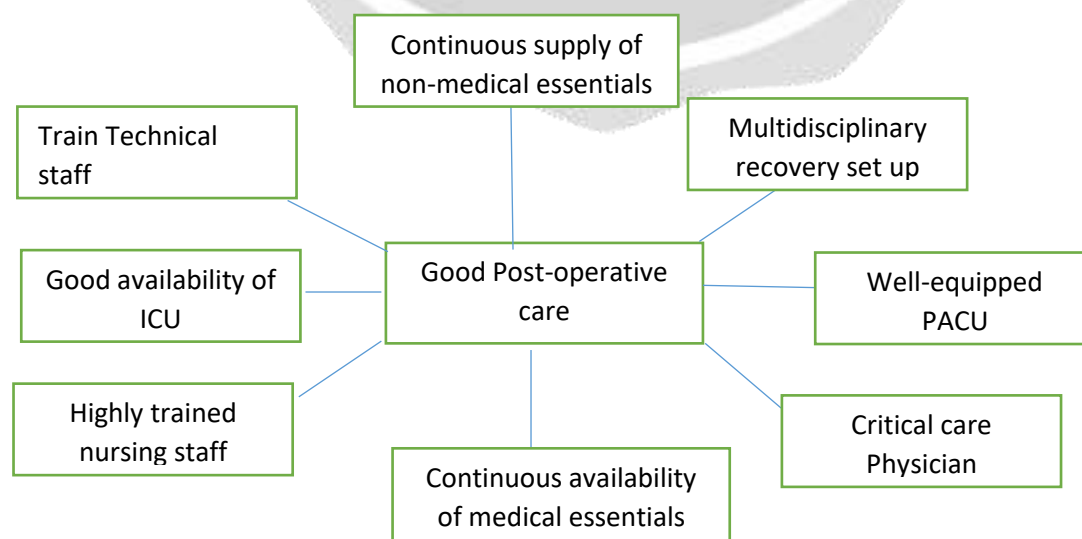 Continuous supply of
non-medical essentials
Train Technical
staff
Multidisciplinary
recovery set up
Good availability of
ICU
Good Post-operative
care
Well-equipped
PACU
Highly trained
nursing staff
Critical care
Physician
Continuous availability
of medical essentials